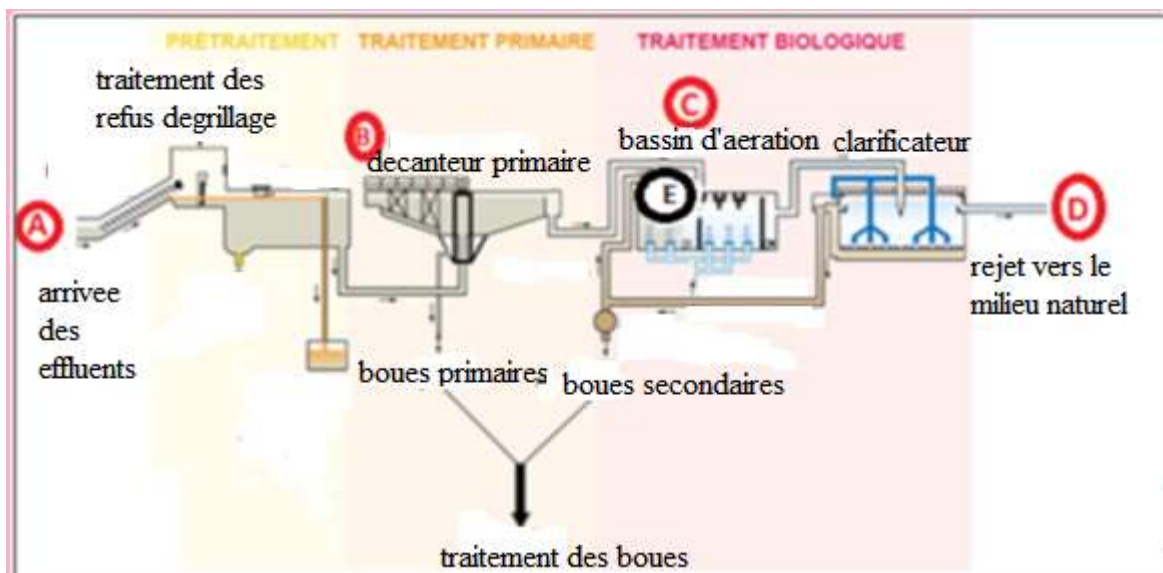 PRÉTRAITEMENT
TRAITEMENT PRIMAIRE
TRAITEMENT BIOLOGIQUE
traitement des
refus degrillage
B
decanteur primaire
C
bassin d'aeration
clarificateur
E
A
D
arrivee
des
effluents
rejet vers le
milieu naturel
boues primaires
boues secondaires
traitement des boues